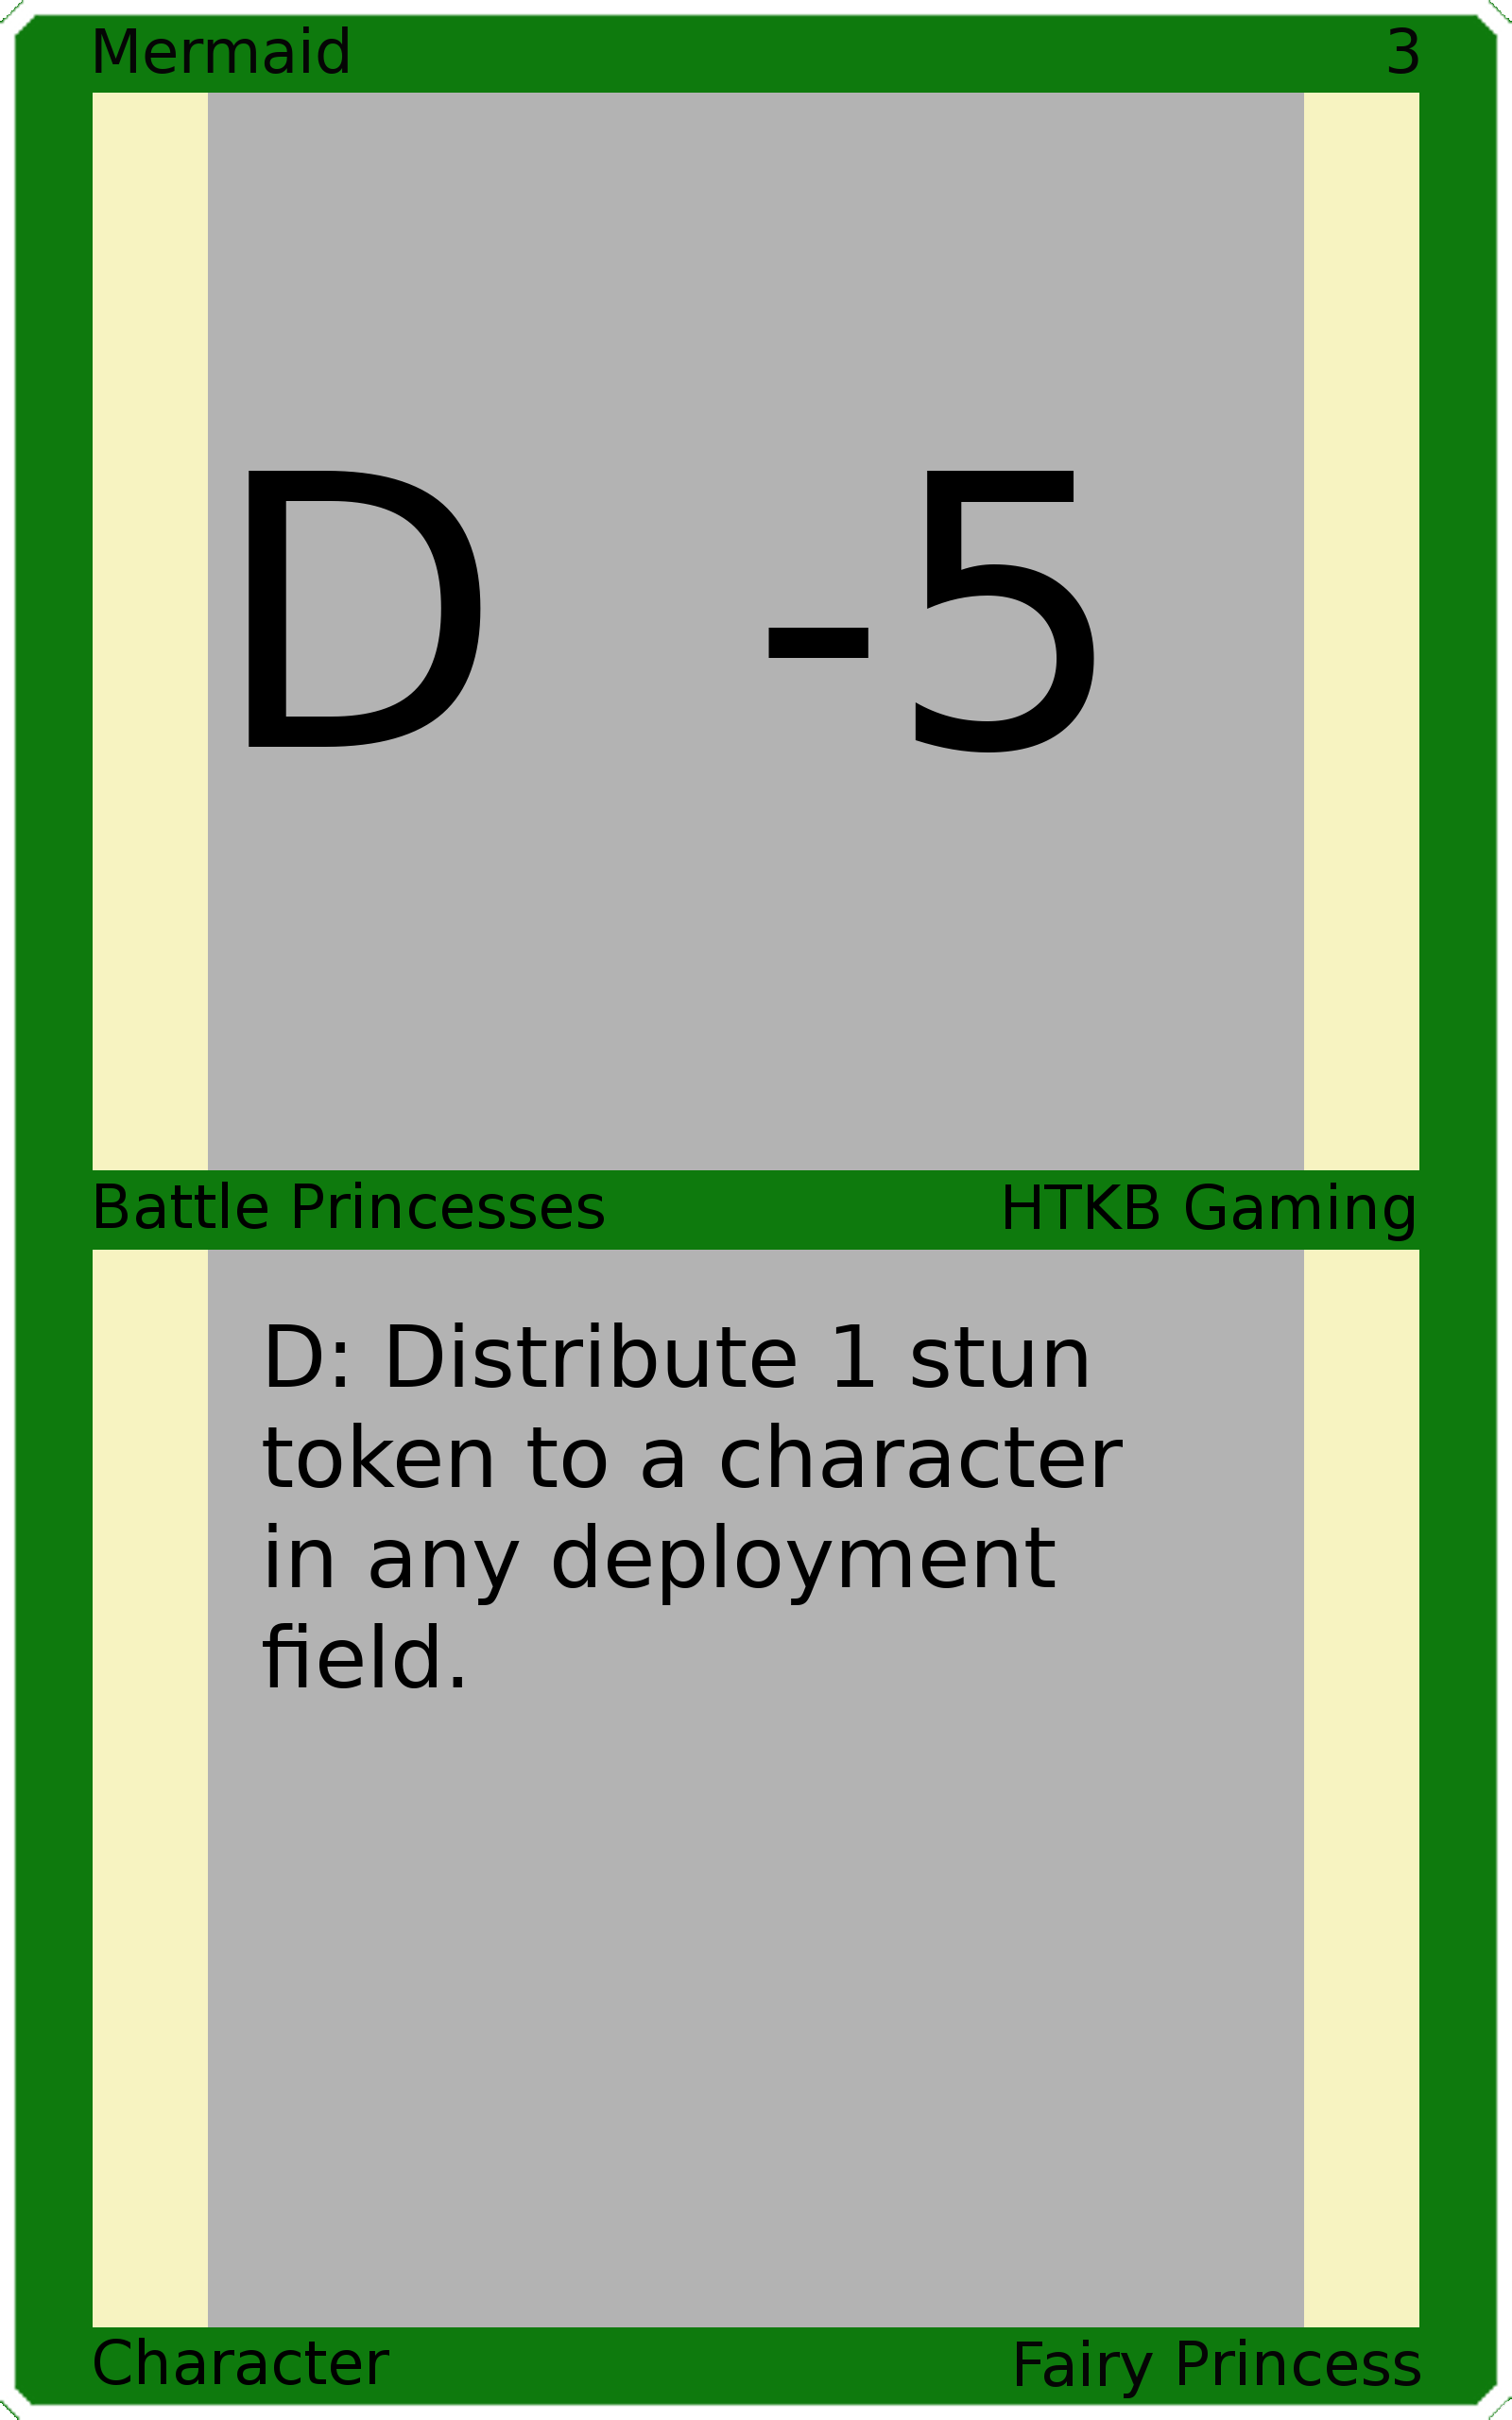 Mermaid 3
D -5
Battle Princesses HTKB Gaming
D: Distribute 1 stun
token to a character
in any deployment
field.
Character Fairy Princess